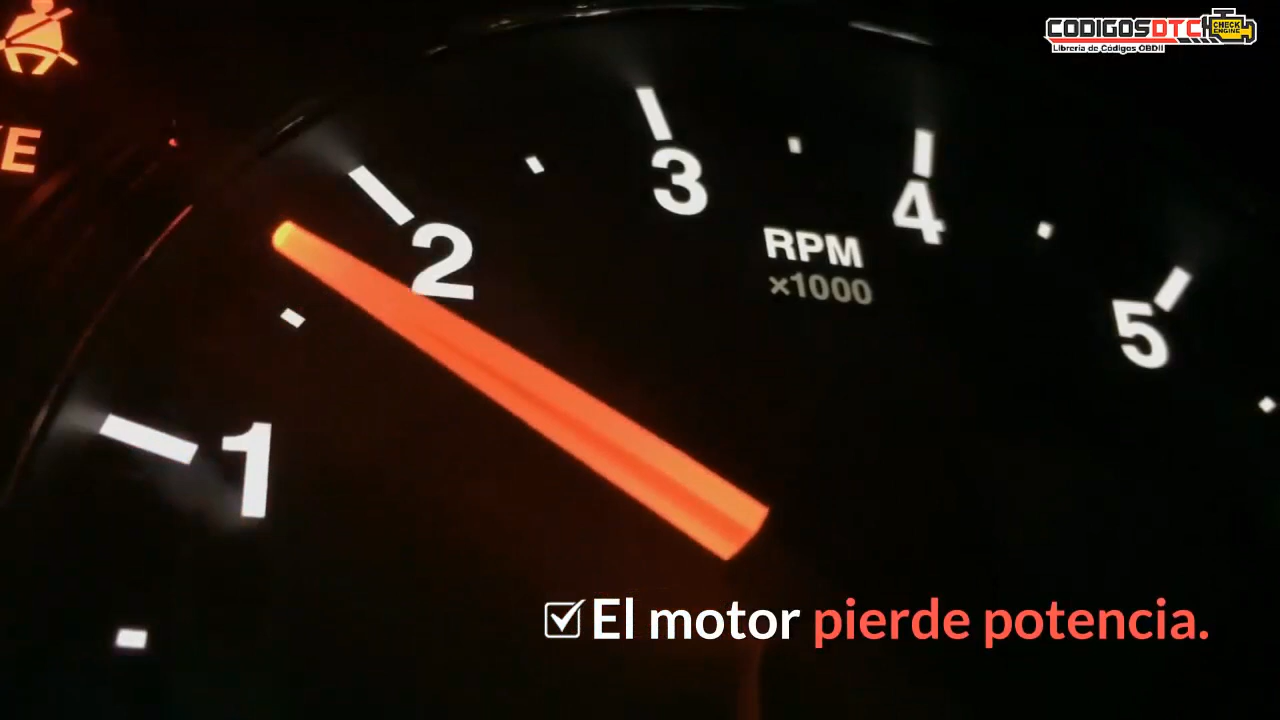 CODIGOSDTC
CHECK
ENGINE
Librería de Códigos OBDII
3
4
2
RPM
×1000
5
1
El motor pierde potencia.